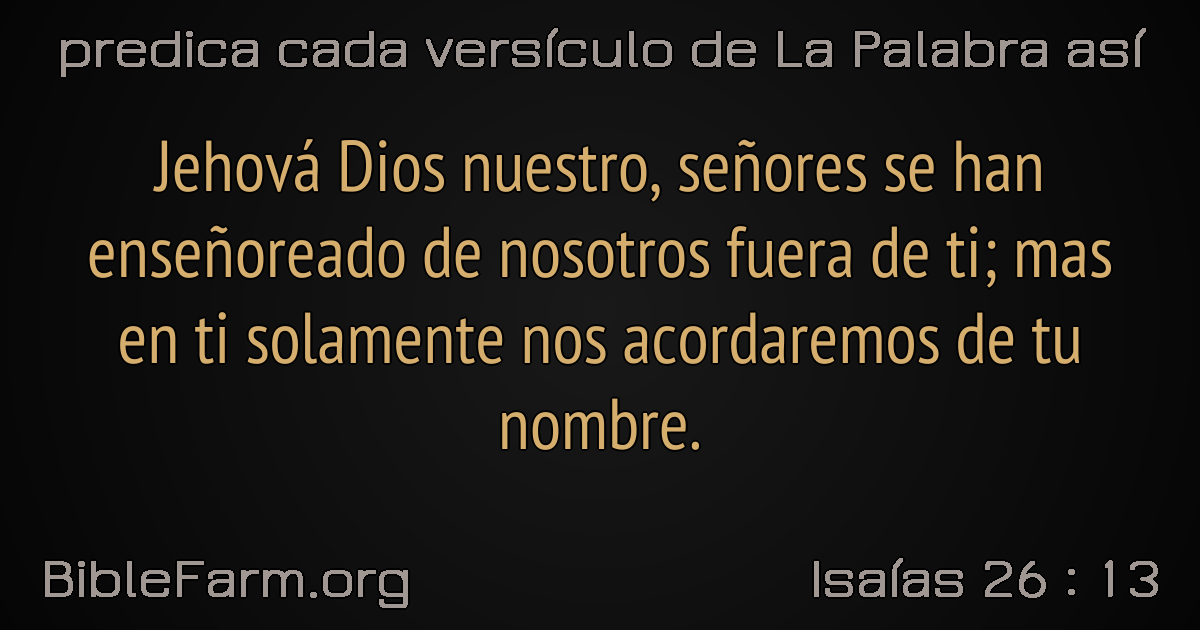 predica cada versículo de La Palabra así
Jehová Dios nuestro, señores se han
enseñoreado de nosotros fuera de ti; mas
en ti solamente nos acordaremos de tu
nombre.
BibleFarm.org
Isaías 26 : 13